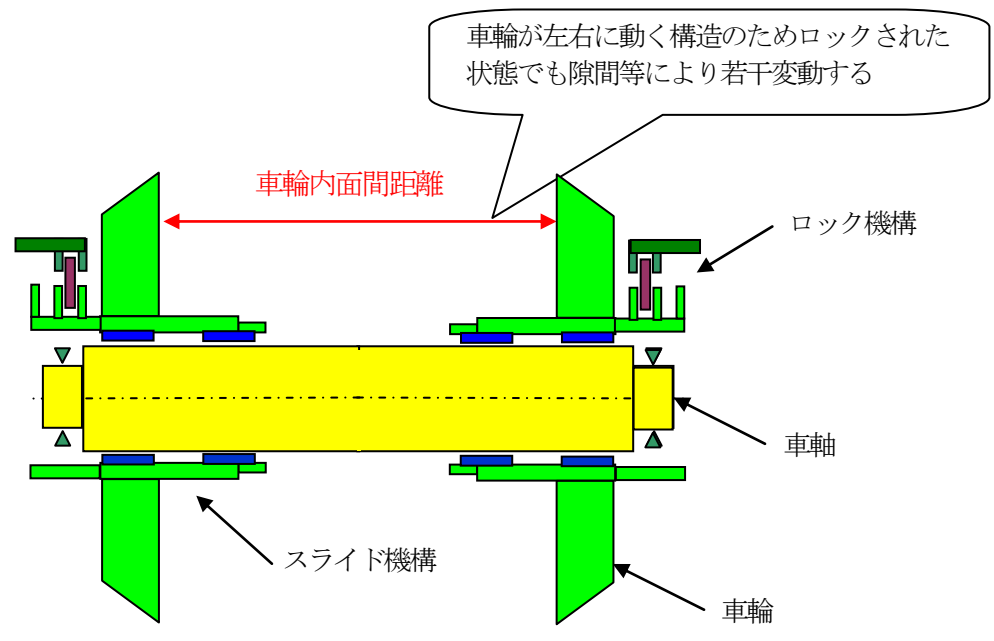 車輪が左右に動く構造のためロックされた
状態でも隙間等により若干変動する
車輪内面間距離
ロック機構
車軸
スライド機構
車輪